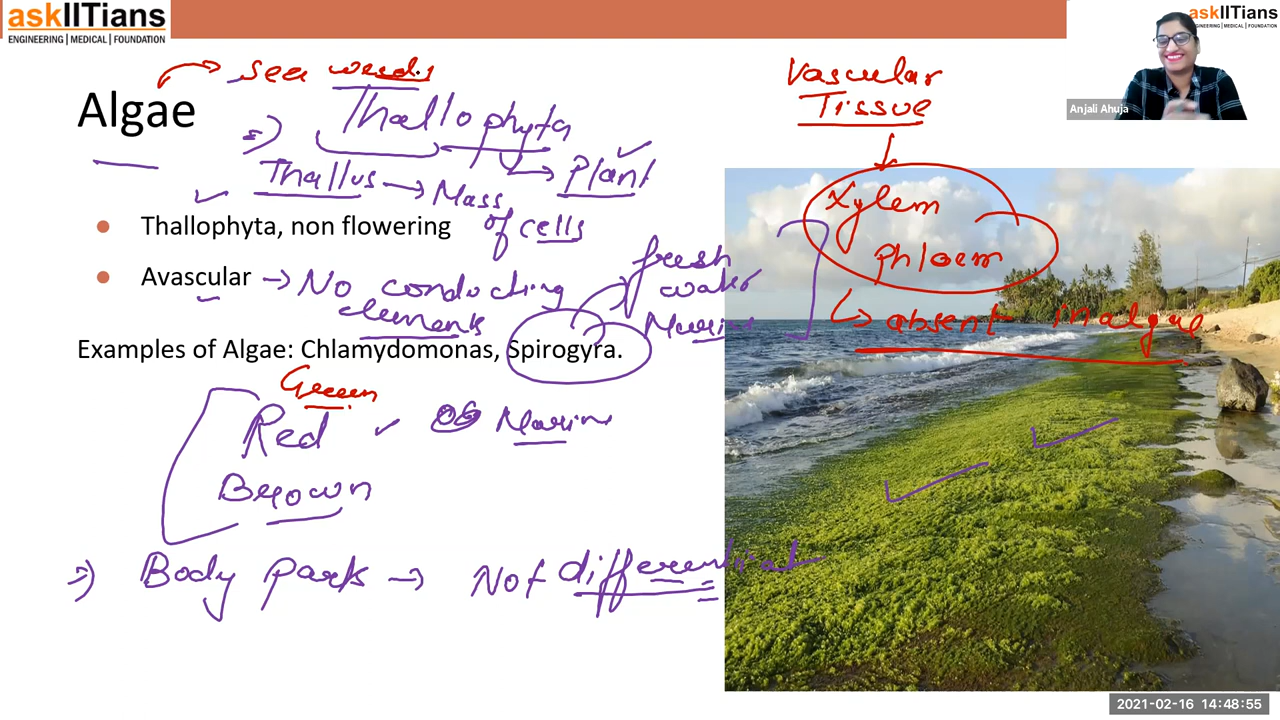 askIITians
ENGINEERING | MEDICAL | FOUNDATION
askIITians
ENGINEERING | MEDICAL | FOUNDATION
Anjali Ahuja
sea weeds
Algae
=) Thallophyta
Thallus → Mass of cells
→ Plant
Vascular
Tissue
Xylem
Phloem
↳ absent in algae
• Thallophyta, non flowering
• Avascular → No conducting
elements
fresh
water
Marine
Examples of Algae: Chlamydomonas, Spirogyra.
Green
Red ✓ Marine
Brown
=) Body parts → Not differentiat
2021-02-16 14:48:55